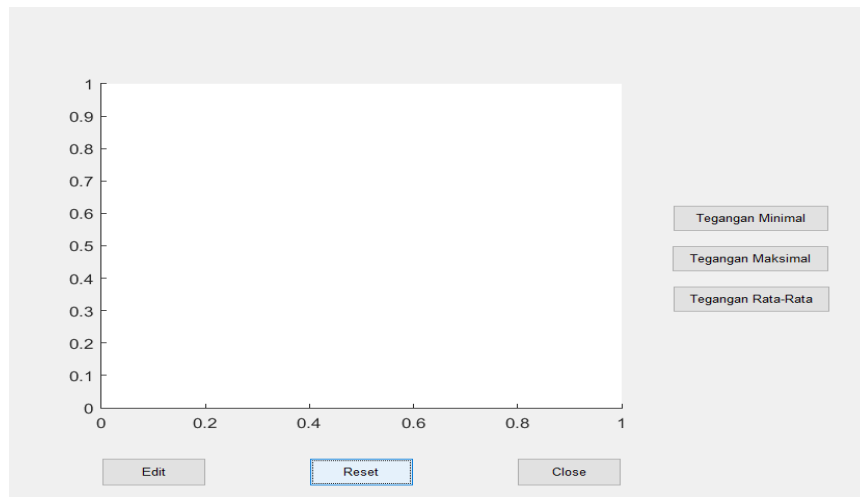 1
0.9
0.8
0.7
0.6
0.5
0.4
0.3
0.2
0.1
0
0 0.2 0.4 0.6 0.8 1
Tegangan Minimal
Tegangan Maksimal
Tegangan Rata-Rata
Edit Reset Close